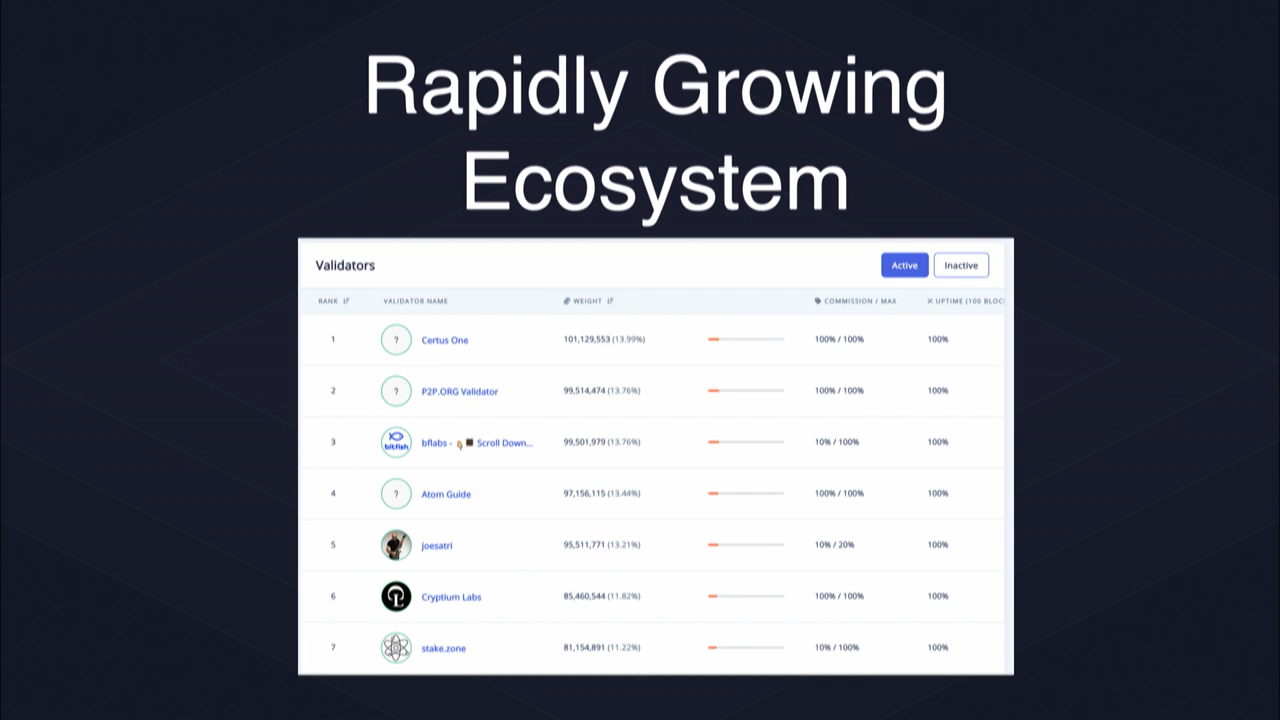 Rapidly Growing
Ecosystem
Validators
Active
Inactive
RANK VALIDATOR NAME WEIGHT COMMISSION / MAX UPTIME (100 BLOC
1 ? Certus One 101,129,553 (13.99%) 100% / 100% 100%
2 ? P2P.ORG Validator 99,514,474 (13.76%) 100% / 100% 100%
3 bitfish bflabs - Scroll Down... 99,501,979 (13.76%) 10% / 100% 100%
4 ? Atom Guide 97,156,115 (13.44%) 100% / 100% 100%
5 joesatri 95,511,771 (13.21%) 10% / 20% 100%
6 Cryptium Labs 85,460,544 (11.82%) 100% / 100% 100%
7 stake.zone 81,154,891 (11.22%) 10% / 100% 100%